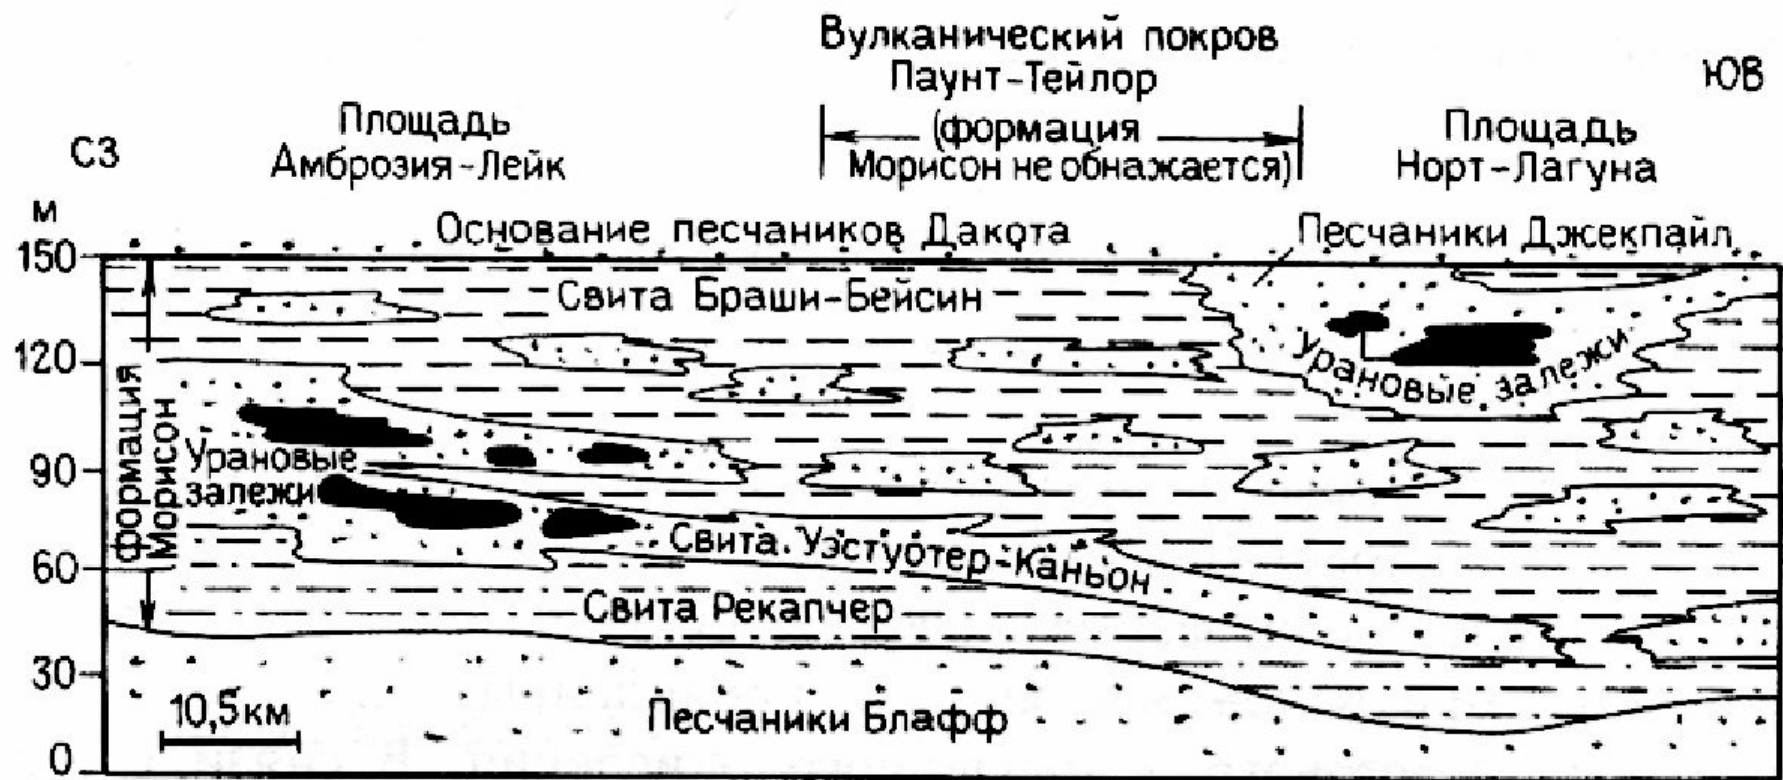 Вулканический покров
Паунт-Тейлор
(формация
Морисон не обнажается)
СЗ
Площадь
Амброзия-Лейк
ЮВ
Площадь
Норт-Лагуна
м
Основание песчаников Дакота
Песчаники Джекпайл
150
120
90
60
30
0
Свита Браши-Бейсин
Урановые залежи
формация
Морисон
Урановые
залежи
Свита Уэстуотер-Каньон
Свита Рекапчер
Песчаники Блафф
10,5км